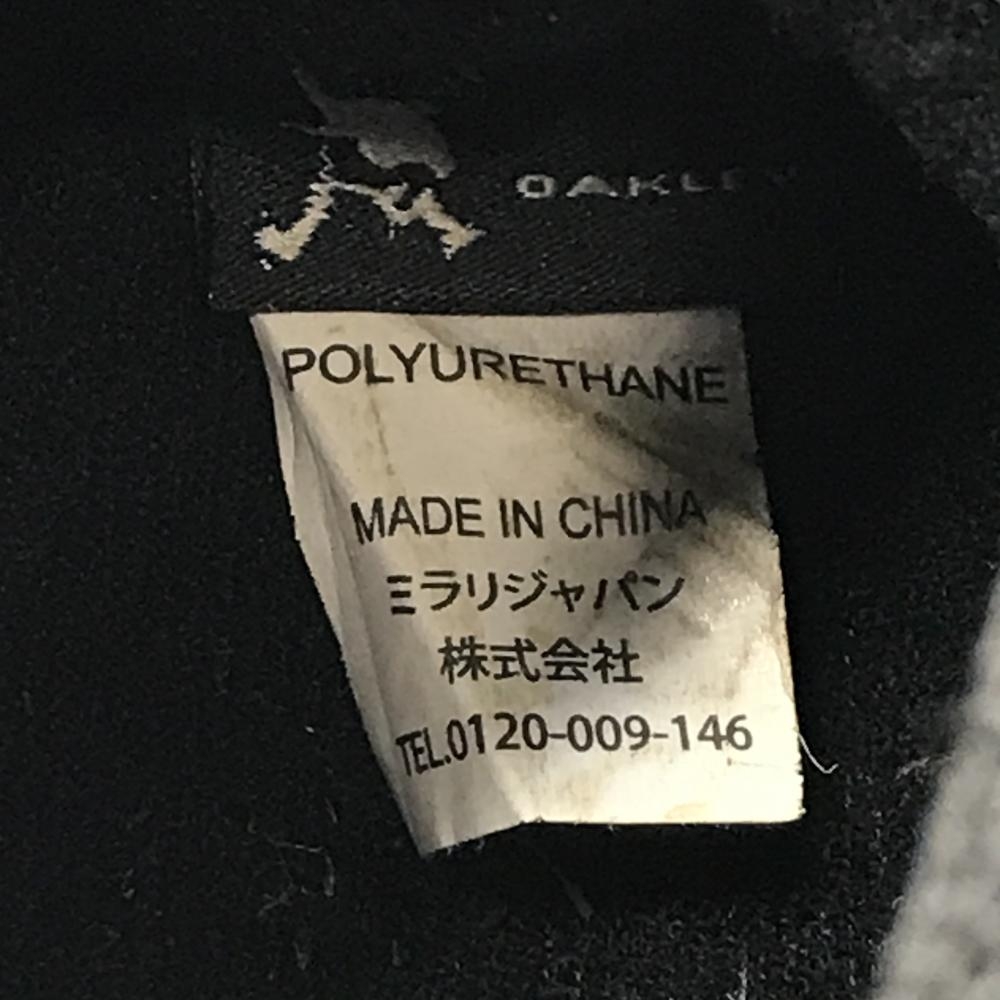 OAKLEY
POLYURETHANE
MADE IN CHINA
ミラリジャパン
株式会社
TEL.0120-009-146